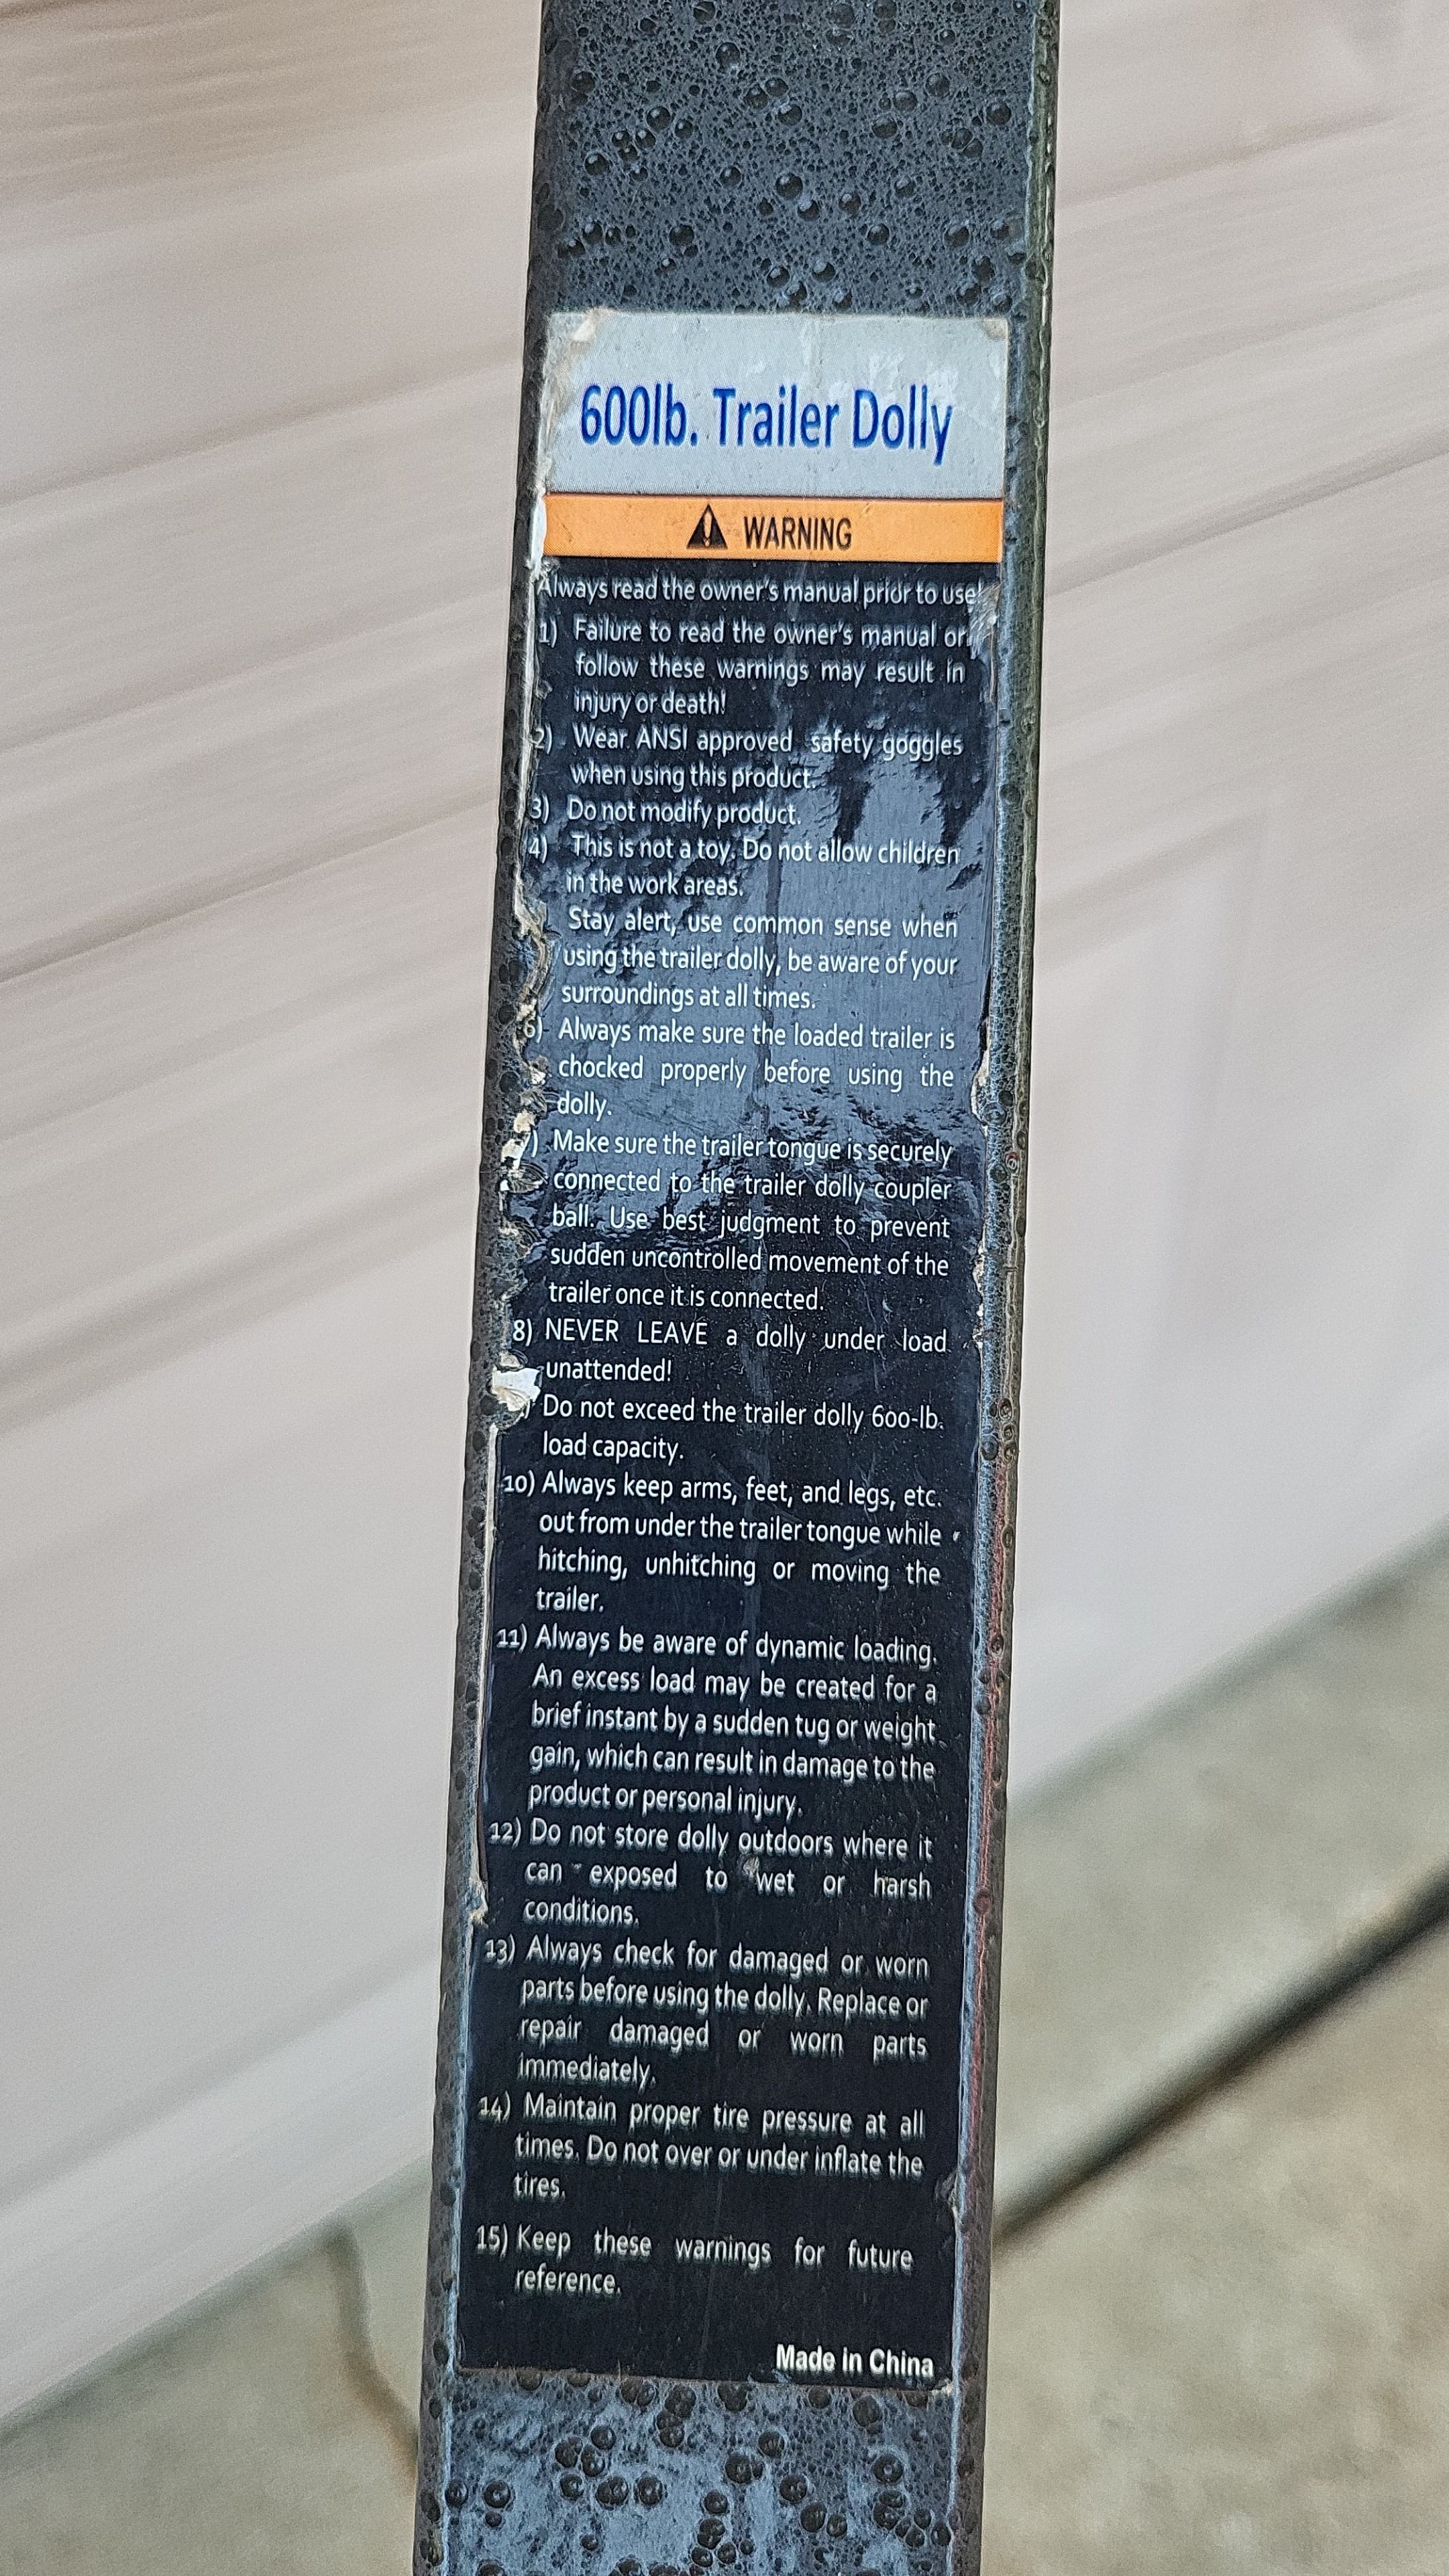 600lb. Trailer Dolly
WARNING
Always read the owner's manual prior to use!
1) Failure to read the owner's manual or
follow these warnings may result in
injury or death!
2) Wear ANSI approved safety goggles
when using this product.
3) Do not modify product.
4) This is not a toy. Do not allow children
in the work areas.
Stay alert, use common sense when
using the trailer dolly, be aware of your
surroundings at all times.
6) Always make sure the loaded trailer is
chocked properly before using the
dolly.
7) Make sure the trailer tongue is securely
connected to the trailer dolly coupler
ball. Use best judgment to prevent
sudden uncontrolled movement of the
trailer once it is connected.
8) NEVER LEAVE a dolly under load
unattended!
Do not exceed the trailer dolly 600-lb.
load capacity.
10) Always keep arms, feet, and legs, etc.
out from under the trailer tongue while
hitching, unhitching or moving the
trailer.
11) Always be aware of dynamic loading.
An excess load may be created for a
brief instant by a sudden tug or weight
gain, which can result in damage to the
product or personal injury.
12) Do not store dolly outdoors where it
can exposed to wet or harsh
conditions.
13) Always check for damaged or worn
parts before using the dolly. Replace or
repair damaged or worn parts
immediately.
14) Maintain proper tire pressure at all
times. Do not over or under inflate the
tires.
15) Keep these warnings for future
reference.
Made in China